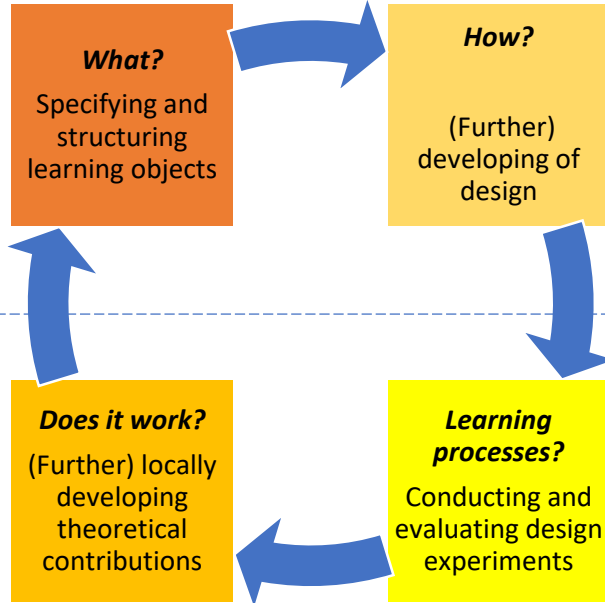 What?
Specifying and
structuring
learning objects
How?
(Further)
developing of
design
Does it work?
(Further) locally
developing
theoretical
contributions
Learning
processes?
Conducting and
evaluating design
experiments